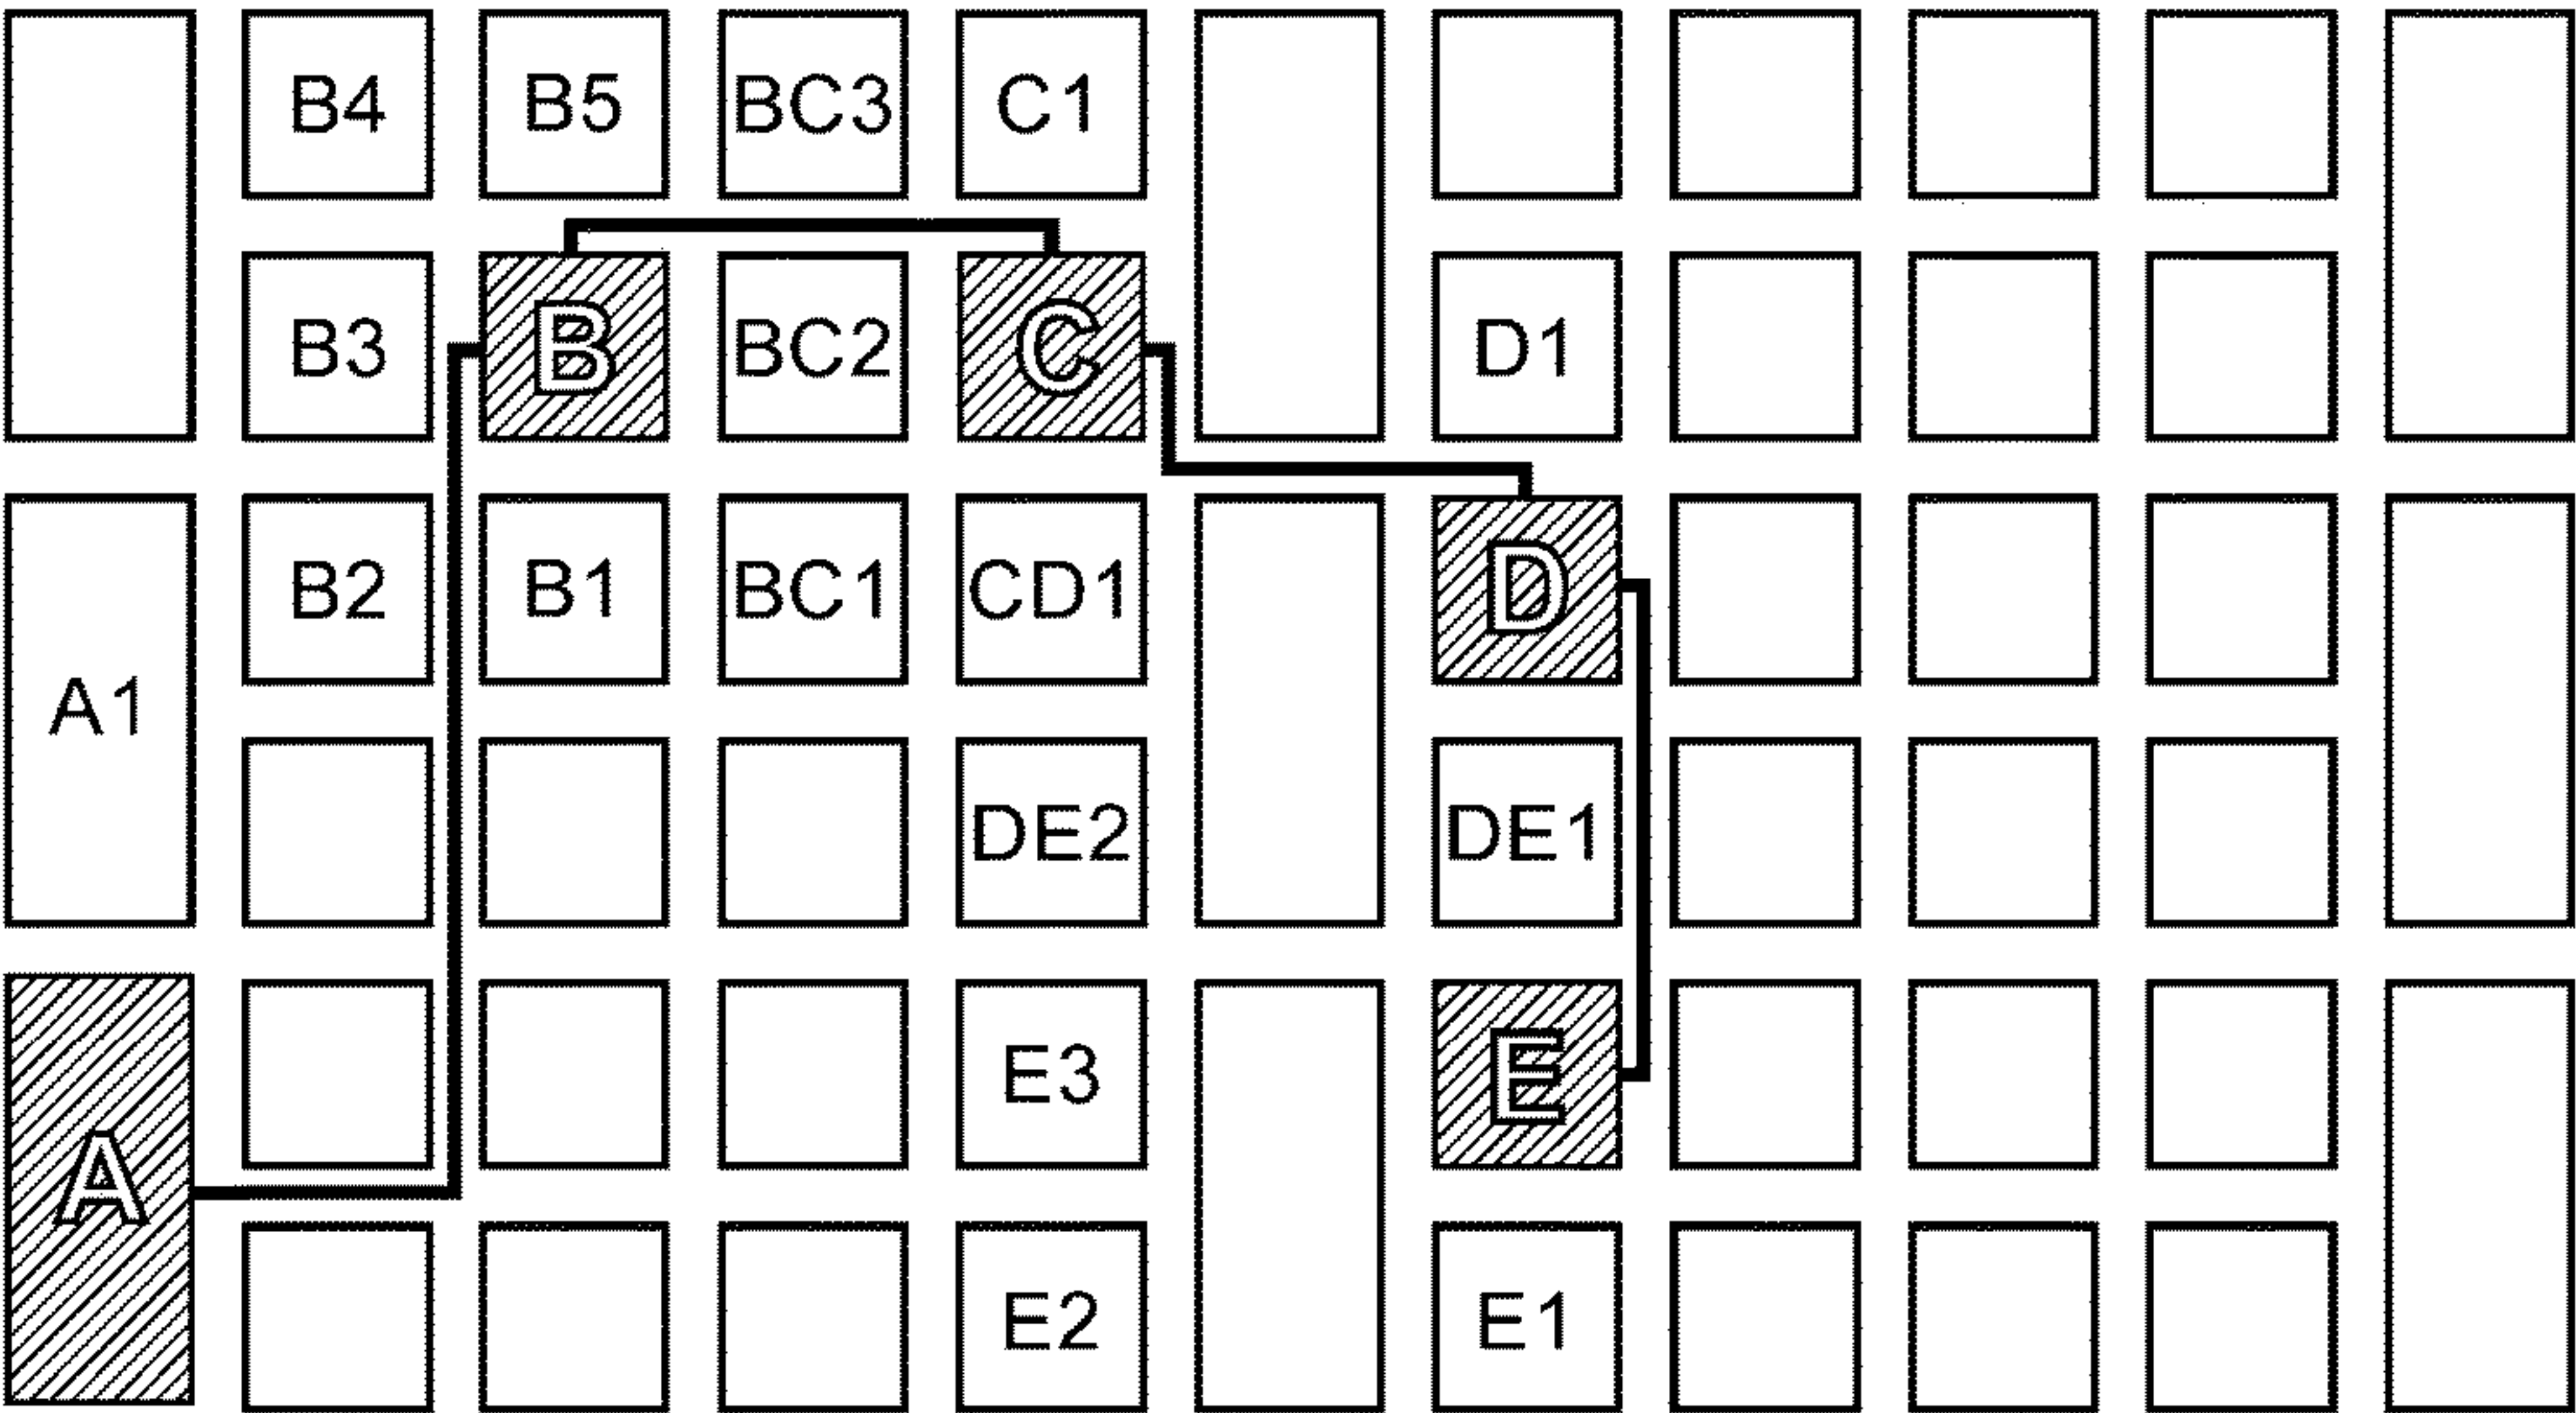 B4 B5 BC3 C1
B3 B BC2 C D1
B2 B1 BC1 CD1 D
A1
DE2 DE1
E3 E
A
E2 E1